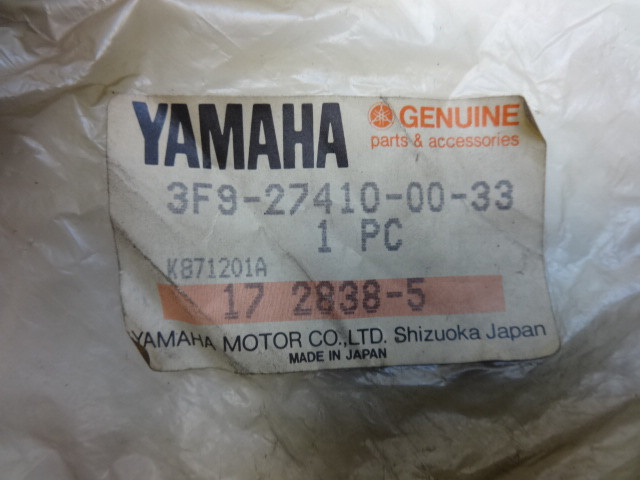 YAMAHA GENUINE
parts & accessories
3F9-27410-00-33
1 PC
K871201A
17 2838-5
YAMAHA MOTOR CO.,LTD. Shizuoka Japan
MADE IN JAPAN